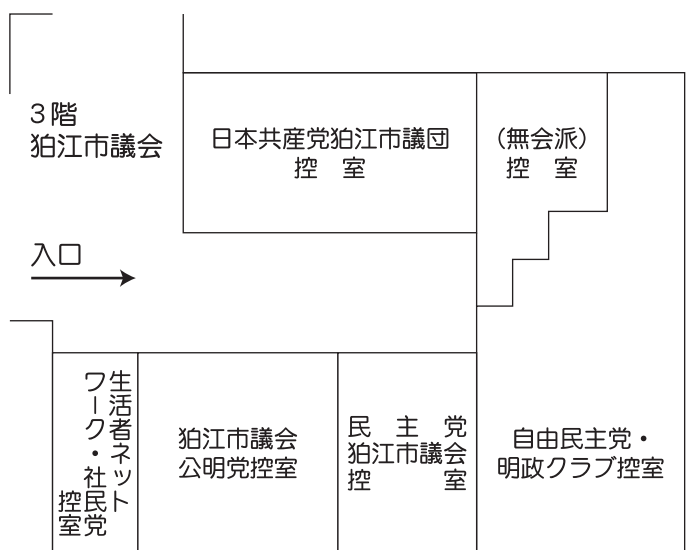 3階
狛江市議会
日本共産党狛江市議団
控　室
（無会派）
控　室
入口
生活者ネット
ワーク・社民党
控室
狛江市議会
公明党控室
民　主　党
狛江市議会
控　　　室
自由民主党・
明政クラブ控室